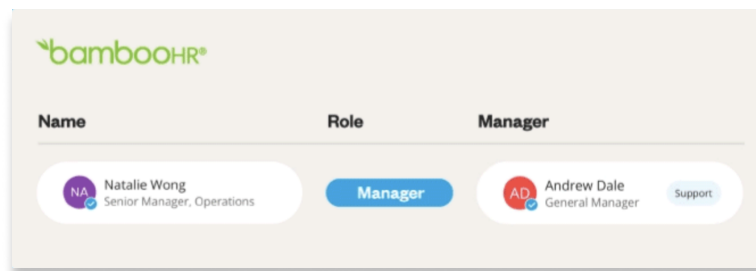 bambooHR®
Name Role Manager
NA Natalie Wong Senior Manager, Operations Manager AD Andrew Dale General Manager Support